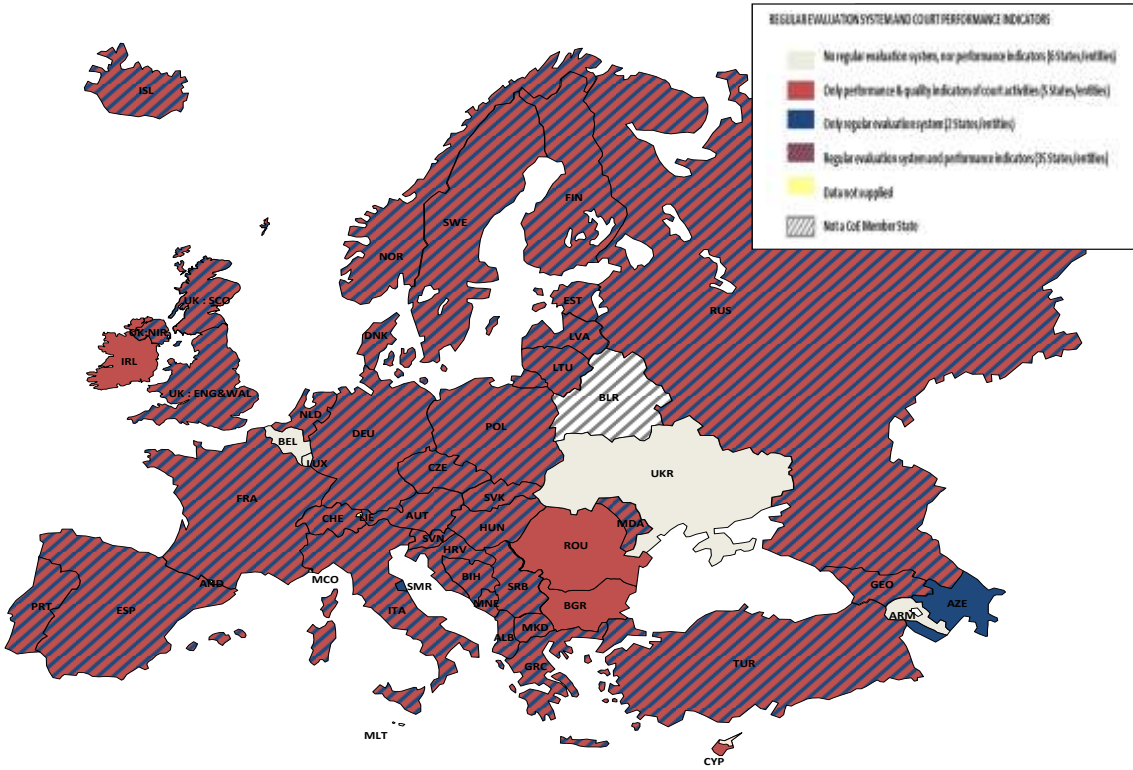 REGULAR EVALUATION SYSTEM AND COURT PERFORMANCE INDICATORS
No regular evaluation system, nor performance indicators (6 States/entities)
Only performance & quality indicators of court activities (5 States/entities)
Only regular evaluation system (2 States/entities)
Regular evaluation system and performance indicators (35 States/entities)
Data not supplied
Not a CoE Member State
ISL
FIN
SWE
NOR
UK : SCO
EST
RUS
UK:NIR
DNK
LVA
IRL
LTU
UK : ENG&WAL
BLR
NLD
DEU
POL
BEL
LUX
CZE
UKR
FRA
SVK
CHE
LIE
AUT
HUN
MDA
SVN
ROU
HRV
MCO
AND
SMR
BIH
SRB
GEO
PRT
ESP
ITA
MNE
BGR
AZE
ARM
ALB
MKD
GRC
TUR
MLT
CYP